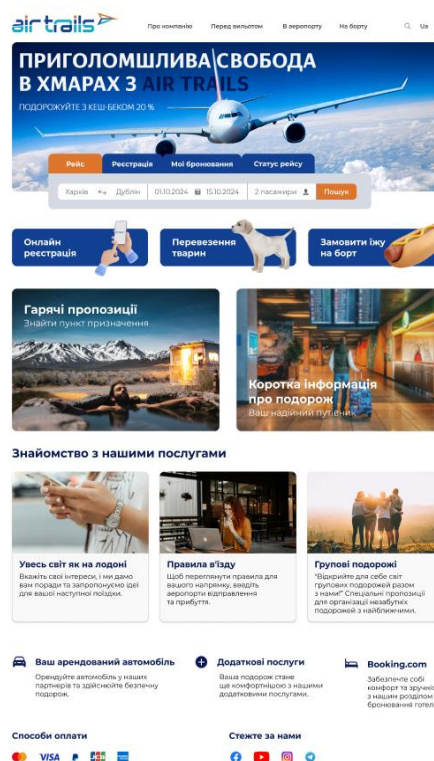 air trails
Про компанію Перед вильотом В аеропорту На борту Ua
ПРИГОЛОМШЛИВА СВОБОДА
В ХМАРАХ З AIR TRAILS
ПОДОРОЖУЙТЕ З КЕШ-БЕКОМ 20 %
Рейс Реєстрація Мої бронювання Статус рейсу
Харків Дублін 01.10.2024 15.10.2024 2 пасажири Пошук
Онлайн
реєстрація
Перевезення
тварин
Замовити їжу
на борт
Гарячі пропозиції
Знайти пункт призначення
Коротка інформація
про подорож
Ваш надійний путівник
Знайомство з нашими послугами
Увесь світ як на лодоні
Вкажіть свої інтереси, і ми дамо
вам поради та запропонуємо ідеї
для вашої наступної поїздки.
Правила в'їзду
Щоб переглянути правила для
вашого напрямку, введіть
аеропорти відправлення
та прибуття.
Групові подорожі
"Відкрийте для себе світ
групових подорожей разом
з нами!" Спеціальні пропозиції
для організації незабутніх
подорожей з найближчими.
Ваш арендований автомобіль
Орендуйте автомобіль у наших
партнерів та здійснюйте безпечну
подорож.
Додаткові послуги
Ваша подорож стане
ще комфортнішою з нашими
додатковими послугами.
Booking.com
Забезпечте собі
комфорт та зручніс
з нашим розділом
бронювання готел
Способи оплати
VISA JCB
Стежте за нами